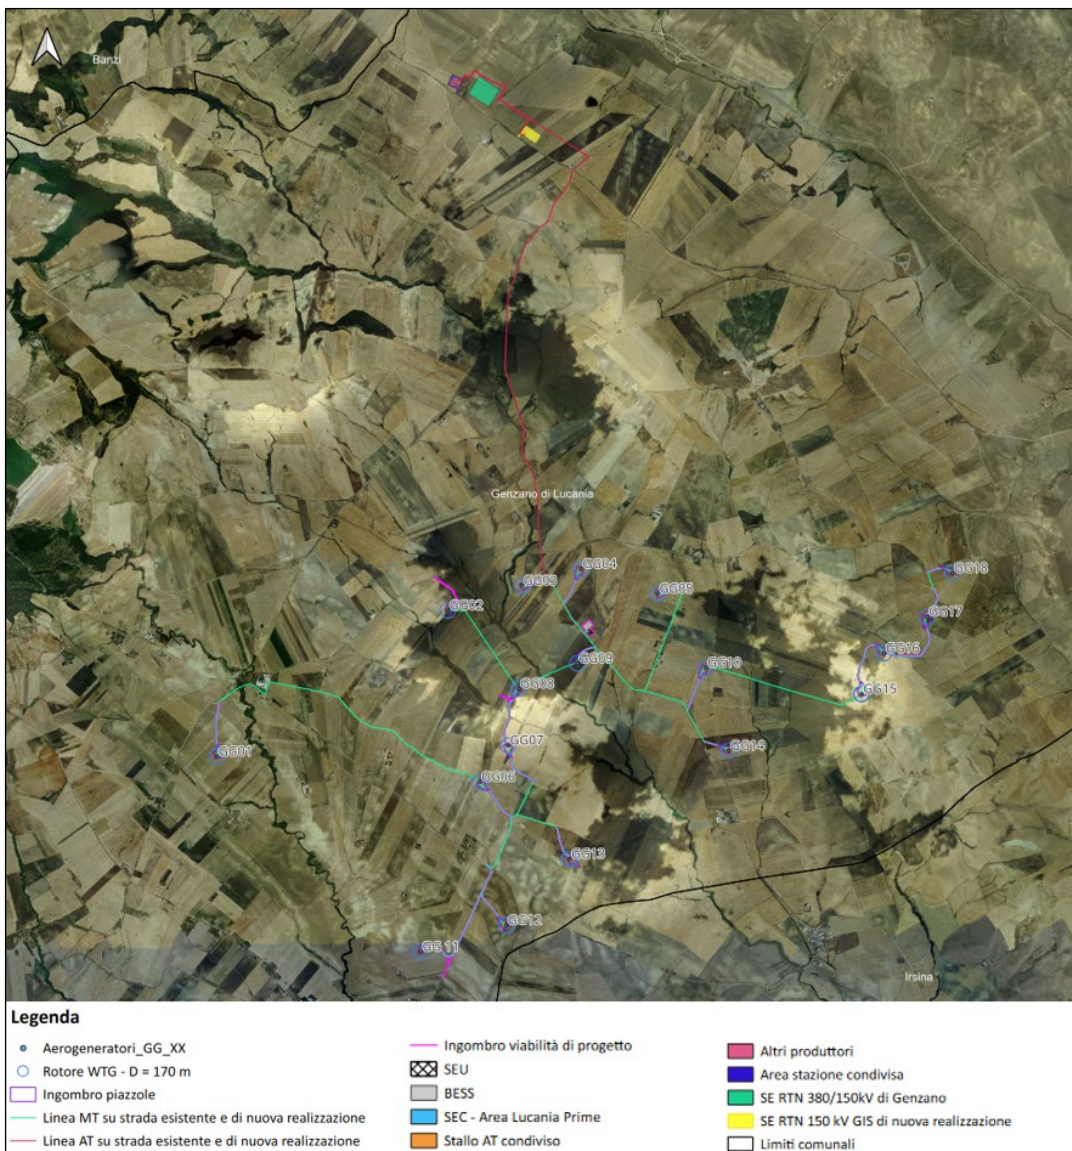 Banzi
Genzano di Lucania
GG04
GG03
GG05
GG18
GG02
GG17
GG16
GG09
GG10
GG08
GG15
GG01
GG07
GG14
GG06
GG13
GG12
GG 11
Irsina
Legenda
Aerogeneratori_GG_XX
Rotore WTG - D = 170 m
Ingombro piazzole
Linea MT su strada esistente e di nuova realizzazione
Linea AT su strada esistente e di nuova realizzazione
Ingombro viabilità di progetto
SEU
BESS
SEC - Area Lucania Prime
Stallo AT condiviso
Altri produttori
Area stazione condivisa
SE RTN 380/150kV di Genzano
SE RTN 150 kV GIS di nuova realizzazione
Limiti comunali